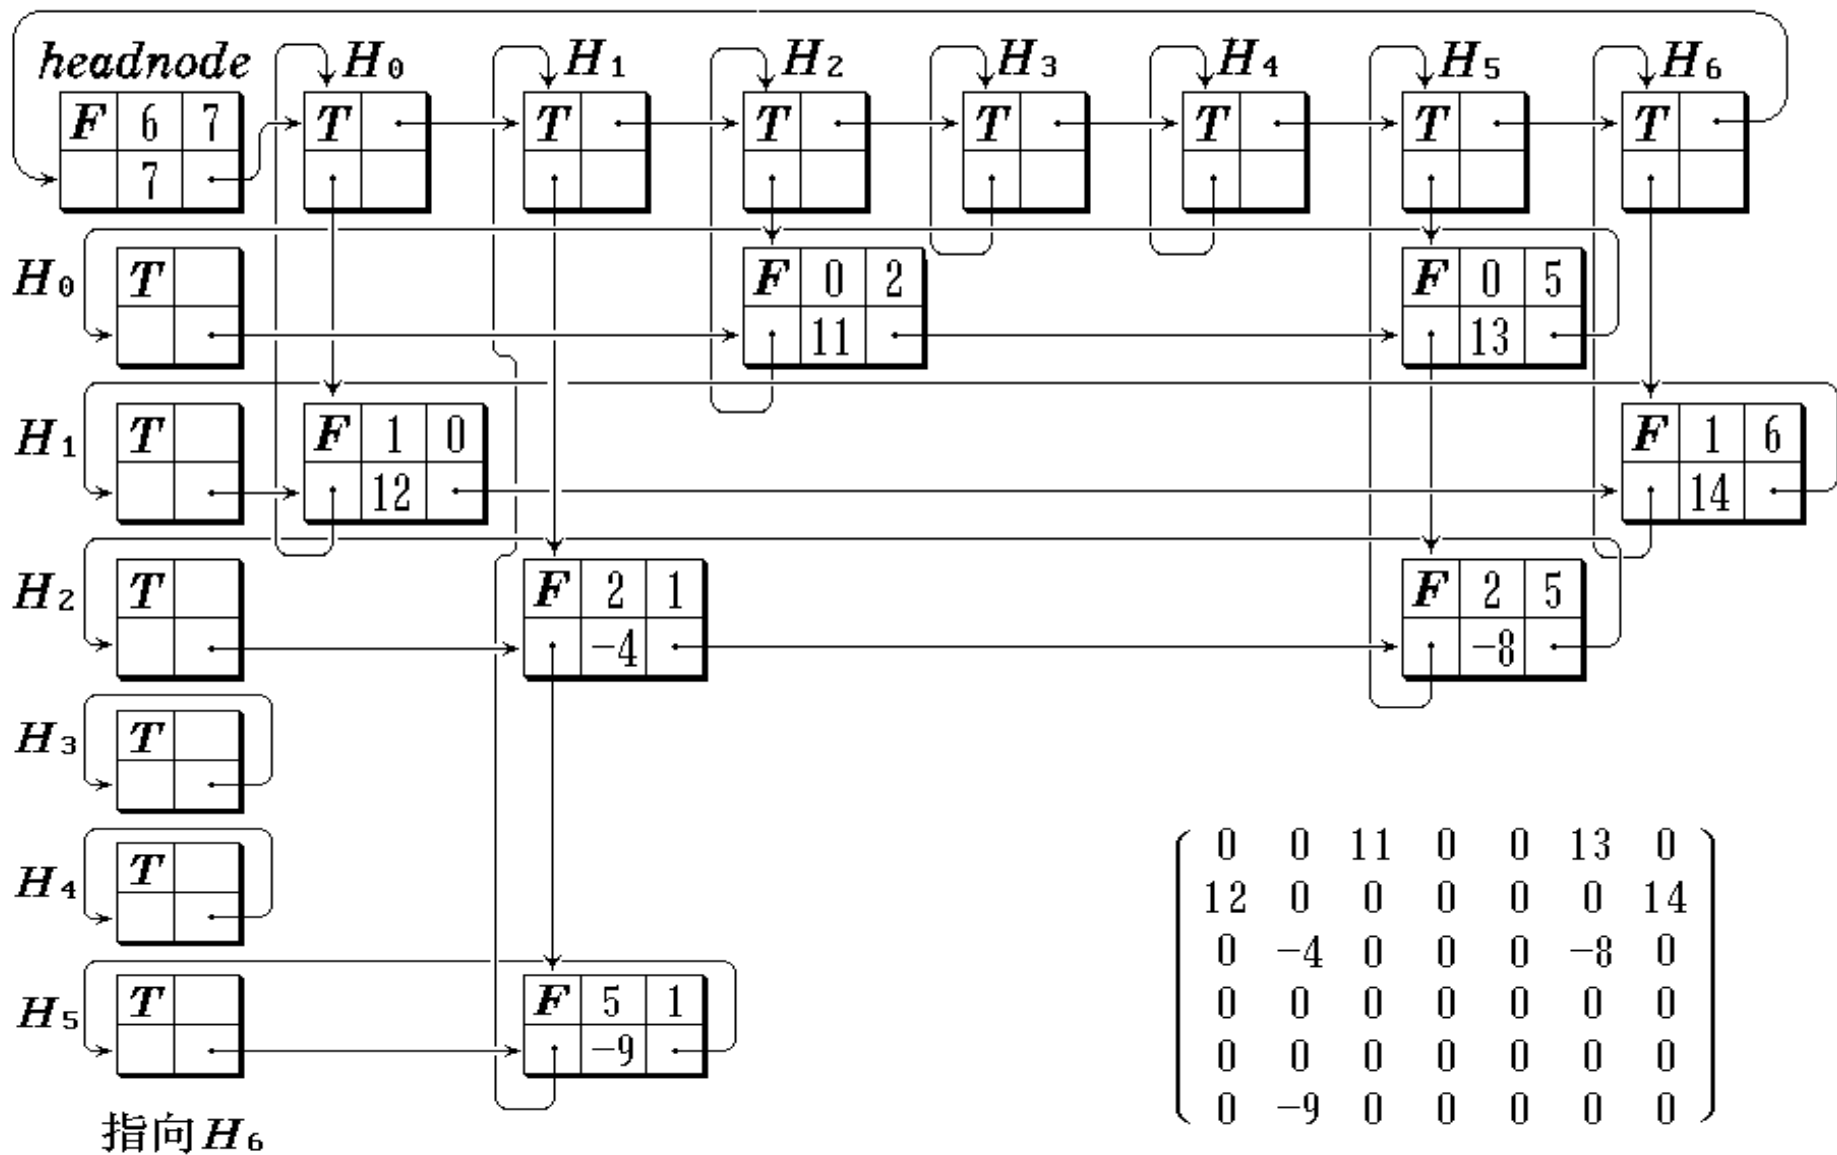 headnode H0 H1 H2 H3 H4 H5 H6
F 6 7 T T T T T T T
7
H0 T F 0 2 F 0 5
11 13
H1 T F 1 0 F 1 6
12 14
H2 T F 2 1 F 2 5
-4 -8
H3 T
H4 T
H5 T F 5 1
-9
指向H6
0 0 11 0 0 13 0
12 0 0 0 0 0 14
0 -4 0 0 0 -8 0
0 0 0 0 0 0 0
0 0 0 0 0 0 0
0 -9 0 0 0 0 0